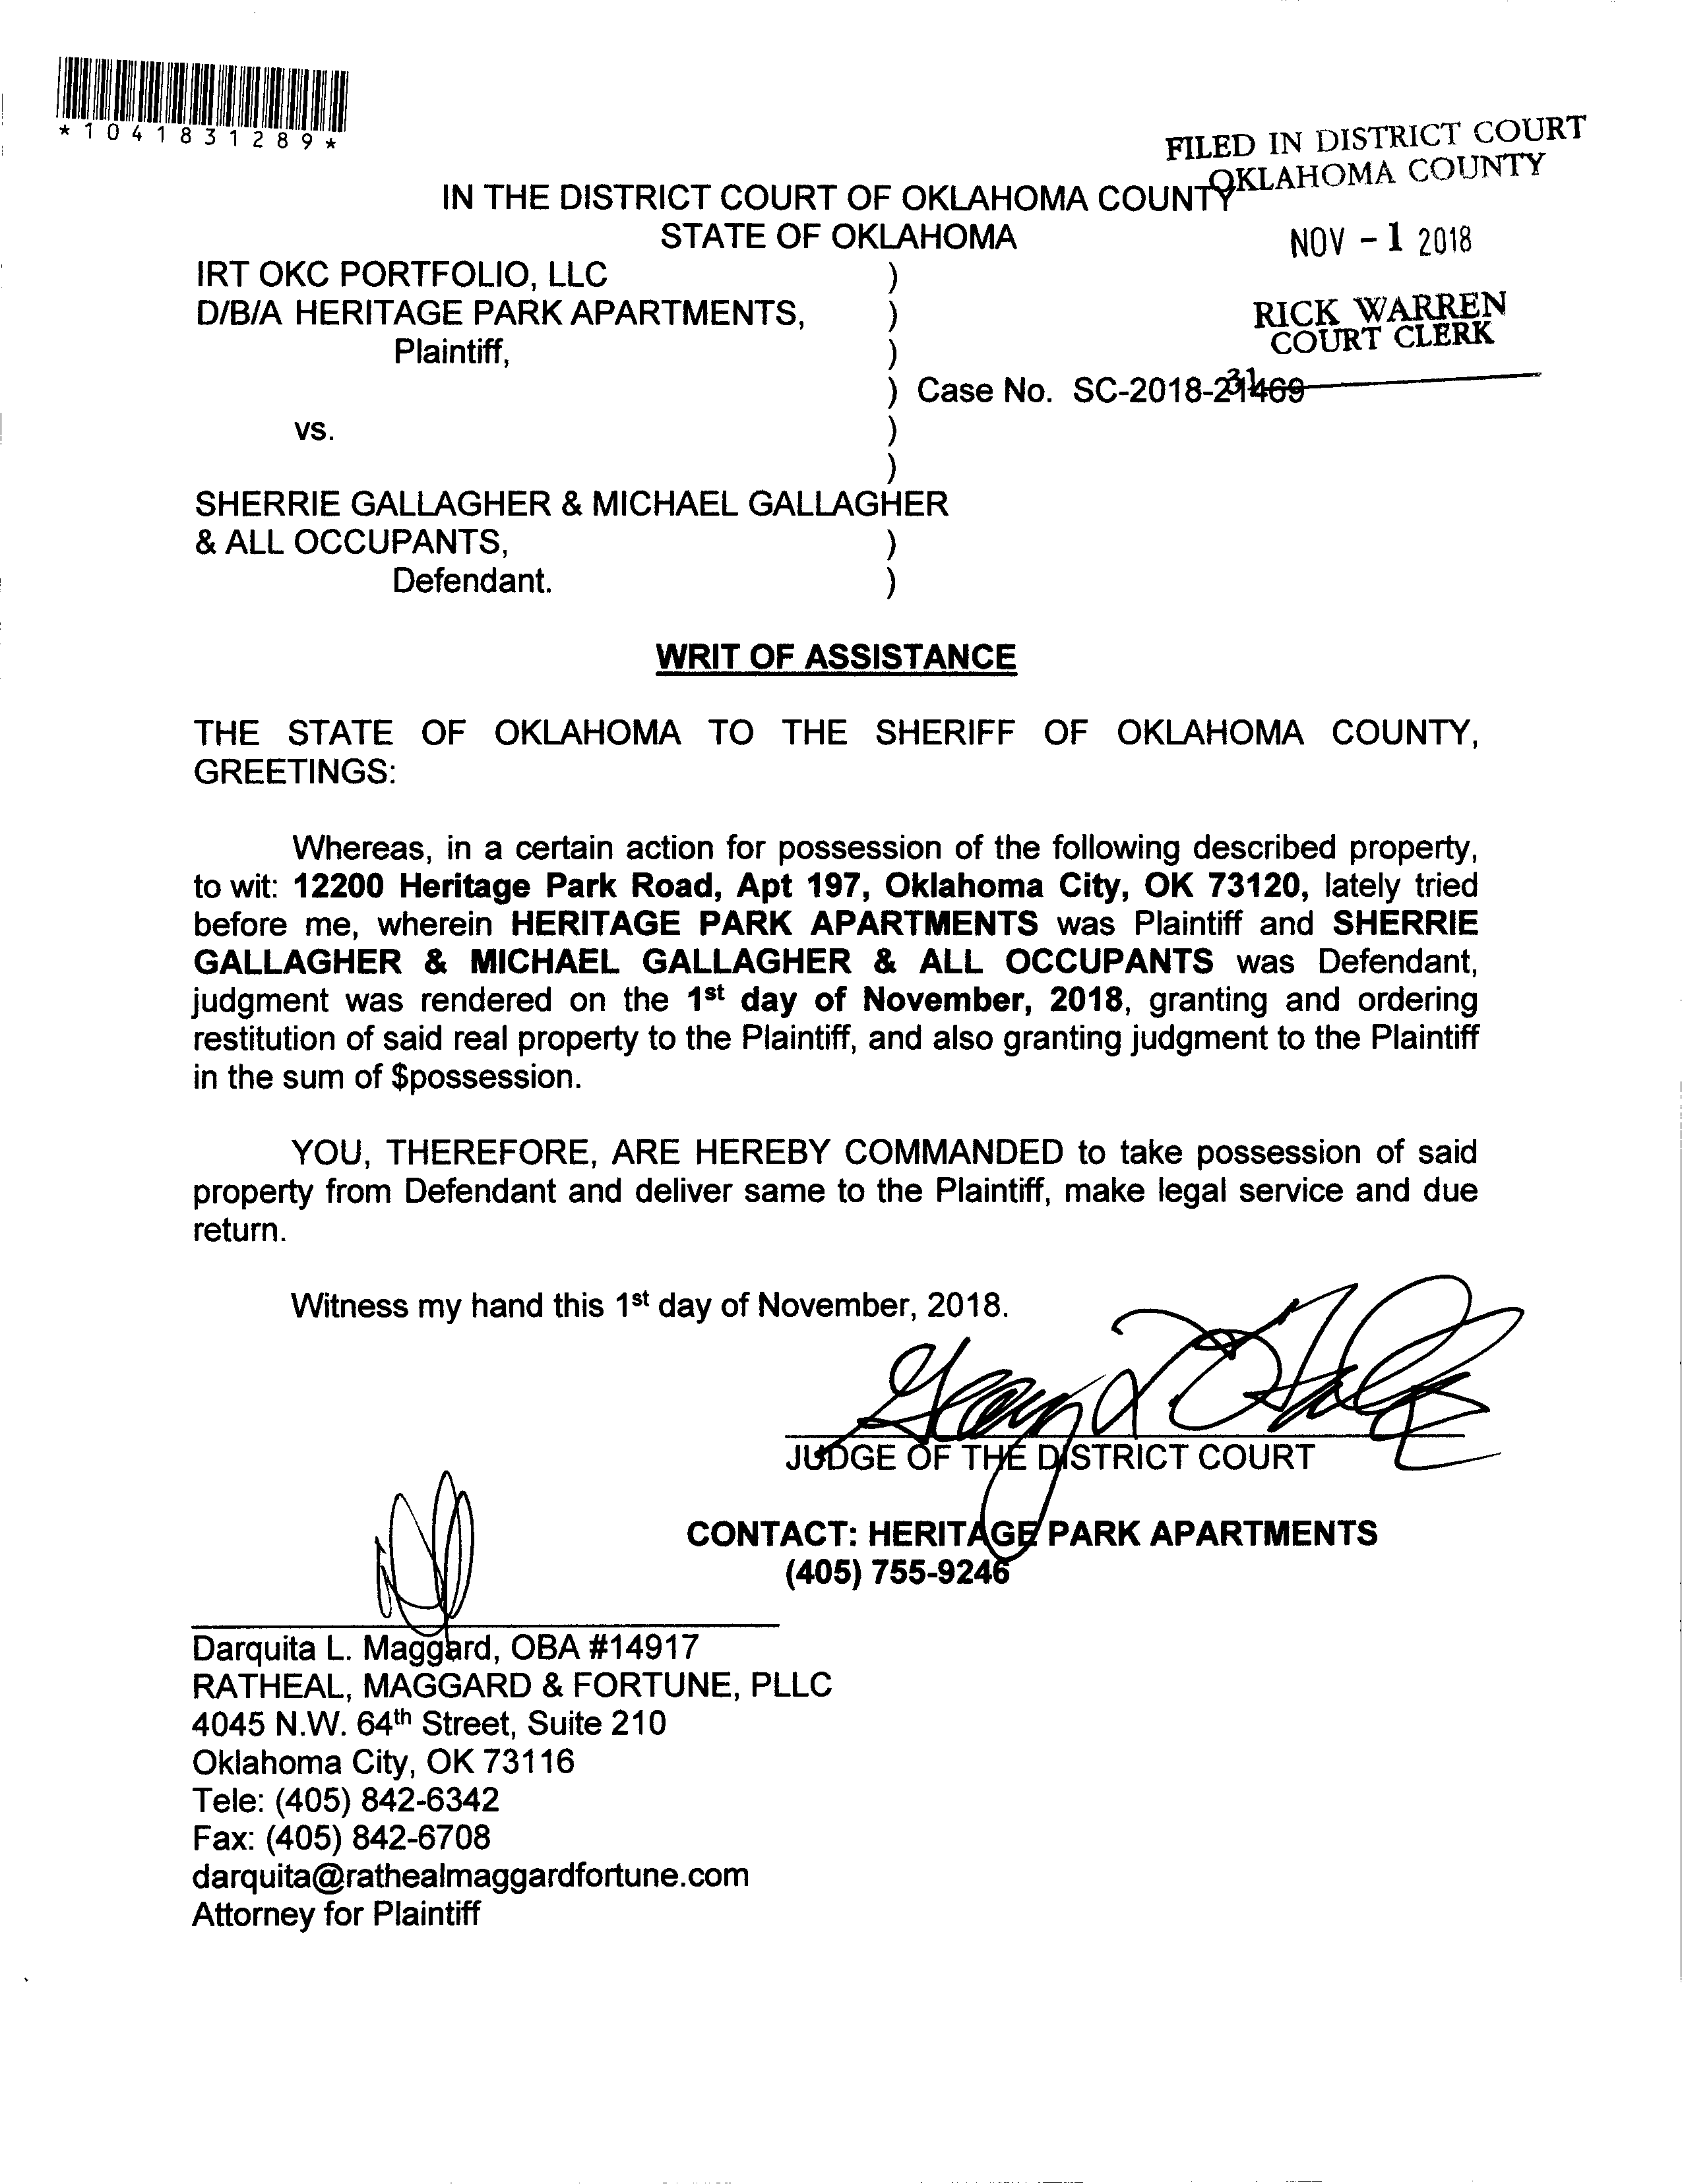 *1041831289*
FILED IN DISTRICT COURT
OKLAHOMA COUNTY
IN THE DISTRICT COURT OF OKLAHOMA COUNTY
STATE OF OKLAHOMA
NOV - 1 2018
IRT OKC PORTFOLIO, LLC )
D/B/A HERITAGE PARK APARTMENTS, )
RICK WARREN
COURT CLERK
Plaintiff, )
) Case No. SC-2018-21469
31
vs. )
)
SHERRIE GALLAGHER & MICHAEL GALLAGHER
& ALL OCCUPANTS, )
Defendant. )
WRIT OF ASSISTANCE
THE STATE OF OKLAHOMA TO THE SHERIFF OF OKLAHOMA COUNTY,
GREETINGS:
Whereas, in a certain action for possession of the following described property,
to wit: 12200 Heritage Park Road, Apt 197, Oklahoma City, OK 73120, lately tried
before me, wherein HERITAGE PARK APARTMENTS was Plaintiff and SHERRIE
GALLAGHER & MICHAEL GALLAGHER & ALL OCCUPANTS was Defendant,
judgment was rendered on the 1st day of November, 2018, granting and ordering
restitution of said real property to the Plaintiff, and also granting judgment to the Plaintiff
in the sum of $possession.
YOU, THEREFORE, ARE HEREBY COMMANDED to take possession of said
property from Defendant and deliver same to the Plaintiff, make legal service and due
return.
Witness my hand this 1st day of November, 2018.
JUDGE OF THE DISTRICT COURT
CONTACT: HERITAGE PARK APARTMENTS
(405) 755-9246
Darquita L. Maggard, OBA #14917
RATHEAL, MAGGARD & FORTUNE, PLLC
4045 N.W. 64th Street, Suite 210
Oklahoma City, OK 73116
Tele: (405) 842-6342
Fax: (405) 842-6708
darquita@rathealmaggardfortune.com
Attorney for Plaintiff